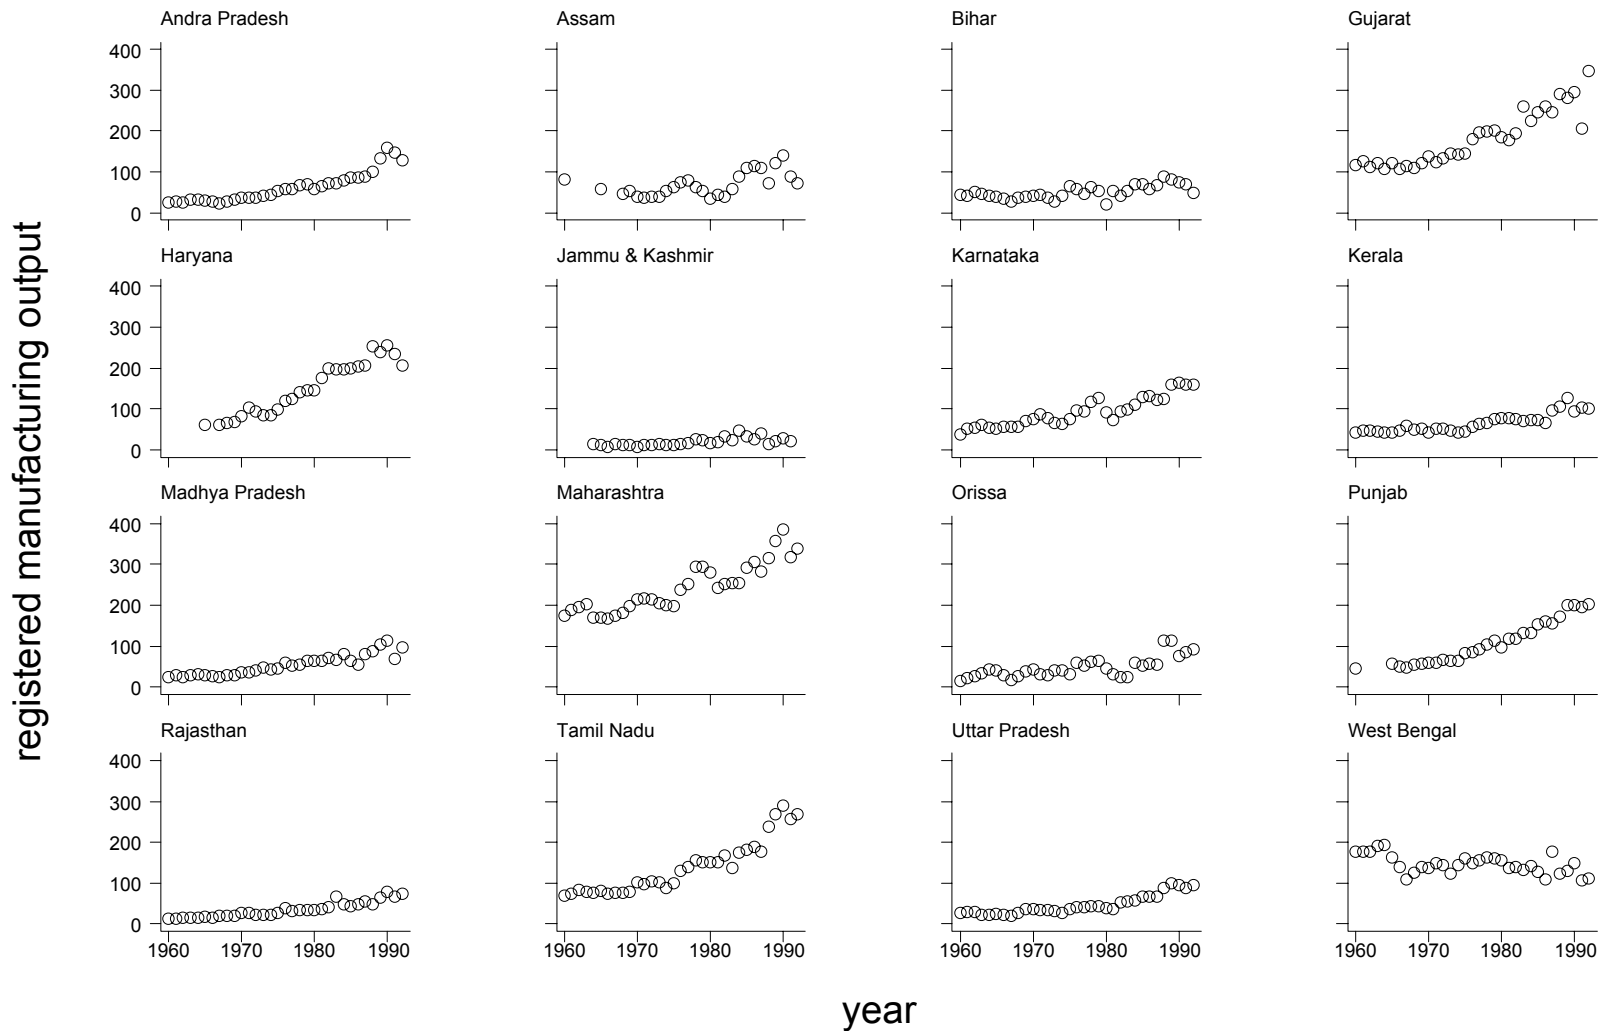 Andra Pradesh
Assam
Bihar
Gujarat
400
300
200
100
0
Haryana
Jammu & Kashmir
Karnataka
Kerala
400
300
200
100
0
Madhya Pradesh
Maharashtra
Orissa
Punjab
400
300
200
100
0
Rajasthan
Tamil Nadu
Uttar Pradesh
West Bengal
400
300
200
100
0
1960 1970 1980 1990
1960 1970 1980 1990
1960 1970 1980 1990
1960 1970 1980 1990
registered manufacturing output
year